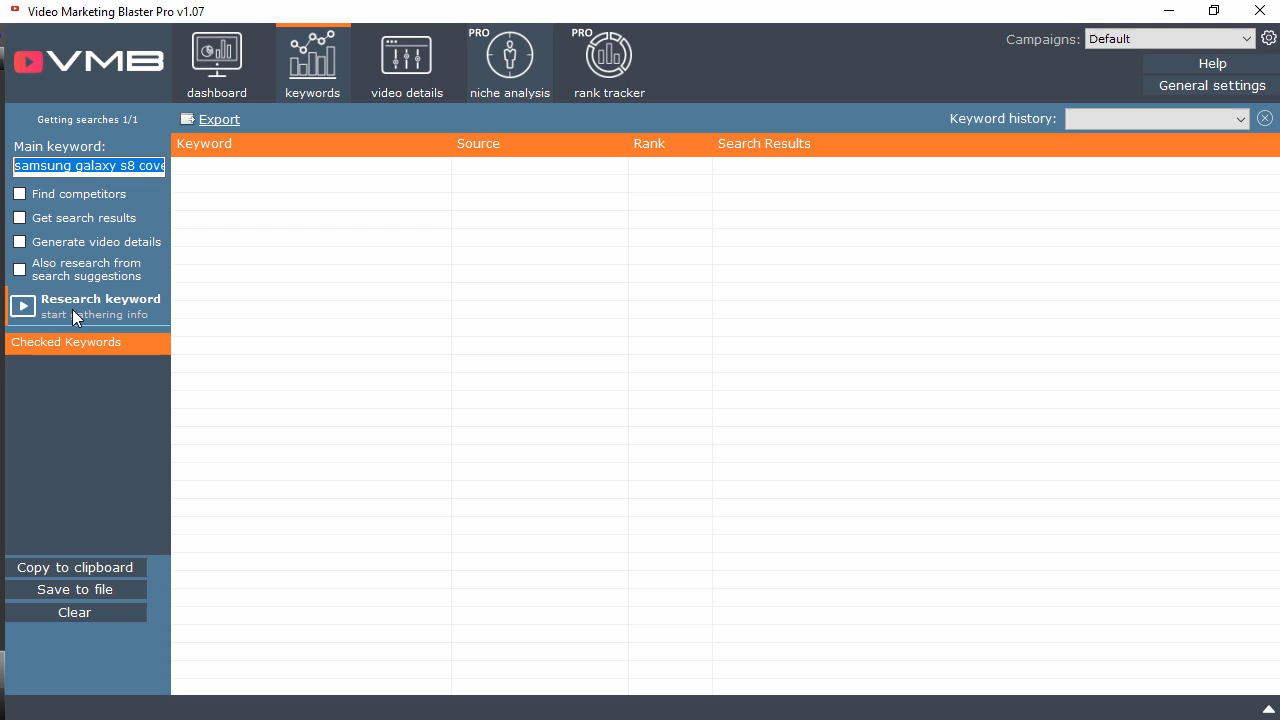 Video Marketing Blaster Pro v1.07
VMB
dashboard
keywords
video details
PRO
niche analysis
PRO
rank tracker
Campaigns: Default
Help
General settings
Getting searches 1/1
Export
Keyword history:
Main keyword:
samsung galaxy s8 cove
Find competitors
Get search results
Generate video details
Also research from
search suggestions
Research keyword
start gathering info
Checked Keywords
Copy to clipboard
Save to file
Clear
Keyword Source Rank Search Results